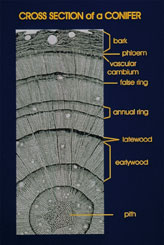 CROSS SECTION of a CONIFER
bark
phloem
vascular
cambium
false ring
annual ring
latewood
earlywood
pith